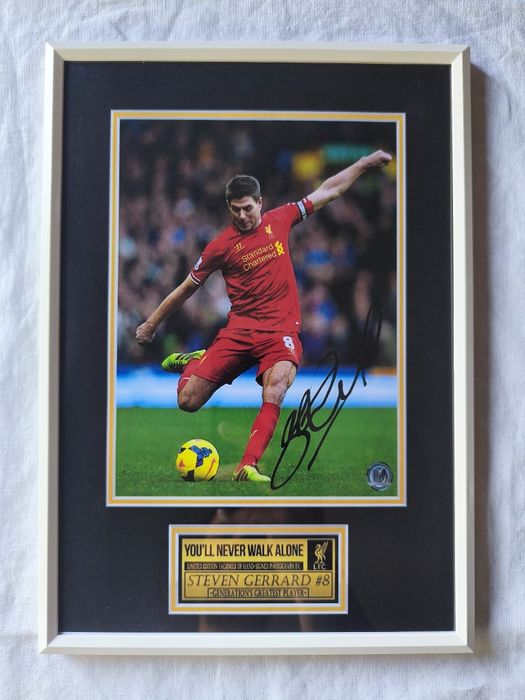 Standard
Chartered
8
YOU'LL NEVER WALK ALONE
LIMITED EDITION FACSIMILE OF HAND-SIGNED PHOTOGRAPH BY:
L.F.C
STEVEN GERRARD #8
~GENERATION'S GREATEST PLAYER~